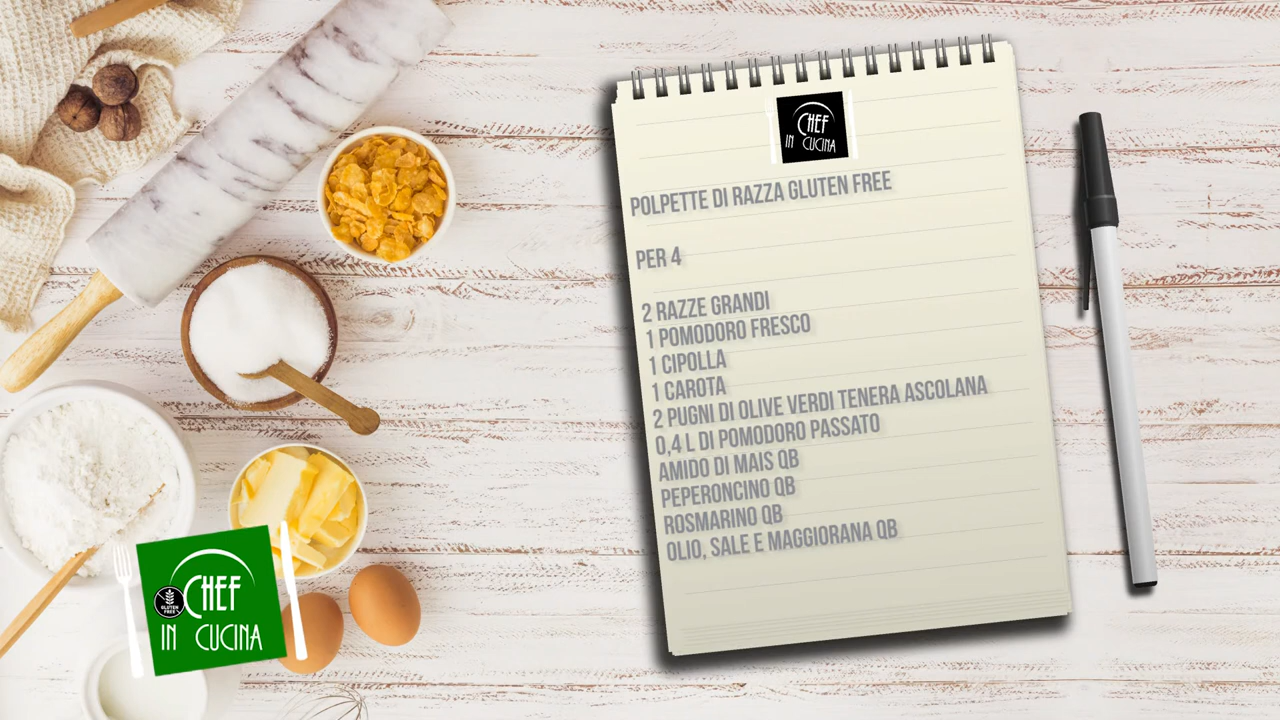 CHEF
IN CUCINA
POLPETTE DI RAZZA GLUTEN FREE
PER 4
2 RAZZE GRANDI
1 POMODORO FRESCO
1 CIPOLLA
1 CAROTA
2 PUGNI DI OLIVE VERDI TENERA ASCOLANA
0,4 L DI POMODORO PASSATO
AMIDO DI MAIS QB
PEPERONCINO QB
ROSMARINO QB
OLIO, SALE E MAGGIORANA QB
GLUTEN
FREE
CHEF
IN CUCINA